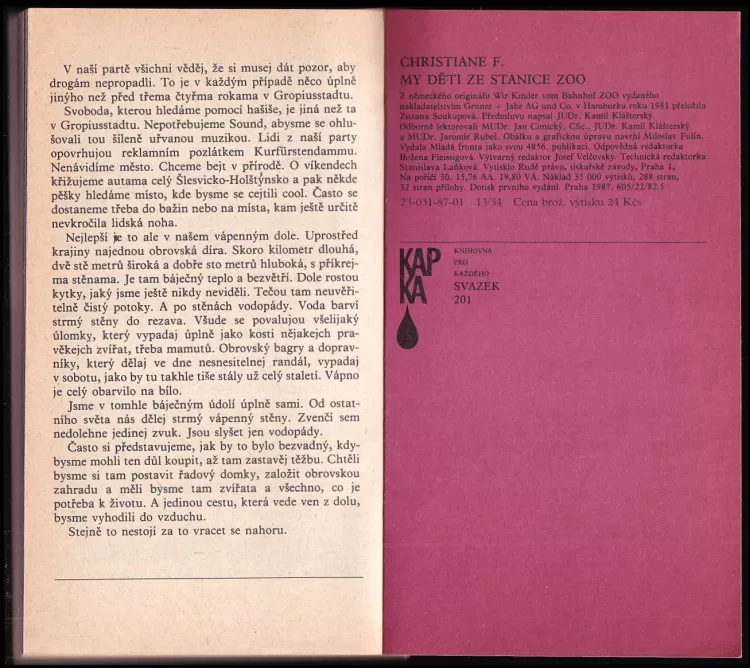 V naší partě všichni věděj, že si musej dát pozor, aby
drogám nepropadli. To je v každým případě něco úplně
jinýho než před třema čtyřma rokama v Gropiusstadtu.
Svoboda, kterou hledáme pomocí hašiše, je jiná než ta
v Gropiusstadtu. Nepotřebujeme Sound, abysme se ohlu-
šovali tou šíleně uřvanou muzikou. Lidi z naší party
opovrhujou reklamním pozlátkem Kurfürstendammu.
Nenávidíme město. Chceme bejt v přírodě. O víkendech
křižujeme autama celý Šlesvicko-Holštýnsko a pak někde
pěšky hledáme místo, kde bysme se cejtili cool. Často se
dostaneme třeba do bažin nebo na místa, kam ještě určitě
nevkročila lidská noha.
Nejlepší je to ale v našem vápenným dole. Uprostřed
krajiny najednou obrovská díra. Skoro kilometr dlouhá,
dvě stě metrů široká a dobře sto metrů hluboká, s příkrej-
ma stěnama. Je tam báječný teplo a bezvětří. Dole rostou
kytky, jaký jsme ještě nikdy neviděli. Tečou tam neuvěři-
telně čistý potoky. A po stěnách vodopády. Voda barví
strmý stěny do rezava. Všude se povalujou všelijaký
úlomky, který vypadaj úplně jako kosti nějakejch pra-
věkejch zvířat, třeba mamutů. Obrovský bagry a doprav-
níky, který dělaj ve dne nesnesitelnej randál, vypadaj
v sobotu, jako by tu takhle tiše stály už celý staletí. Vápno
je celý obarvilo na bílo.
Jsme v tomhle báječným údolí úplně sami. Od ostat-
ního světa nás dělej strmý vápenný stěny. Zvenčí sem
nedolehne jedinej zvuk. Jsou slyšet jen vodopády.
Často si představujeme, jak by to bylo bezvadný, kdy-
bysme mohli ten důl koupit, až tam zastavěj těžbu. Chtěli
bysme si tam postavit řadový domky, založit obrovskou
zahradu a měli bysme tam zvířata a všechno, co je
potřeba k životu. A jedinou cestu, která vede ven z dolu,
bysme vyhodili do vzduchu.
Stejně to nestojí za to vracet se nahoru.
CHRISTIANE F.
MY DĚTI ZE STANICE ZOO
Z německého originálu Wir Kinder vom Bahnhof ZOO vydaného
nakladatelstvím Gruner + Jahr AG und Co. v Hamburku roku 1981 přeložila
Zuzana Soukupová. Předmluvu napsal JUDr. Kamil Klášterský
Odborně lektorovali MUDr. Jan Cimický, CSc., JUDr. Kamil Klášterský
a MUDr. Jaromír Rubeš. Obálku a grafickou úpravu navrhl Miloslav Fulín.
Vydala Mladá fronta jako svou 4856. publikaci. Odpovědná redaktorka
Božena Fleissigová. Výtvarný redaktor Josef Velčovský. Technická redaktorka
Stanislava Laňková. Vytisklo Rudé právo, tiskařské závody, Praha 1,
Na poříčí 30. 15,76 AA. 19,80 VA. Náklad 35 000 výtisků, 288 stran,
32 stran přílohy. Dotisk prvního vydání. Praha 1987. 605/22/82.5
23-031-87-01 13/34 Cena brož. výtisku 24 Kčs
KAP
KA
KNIHOVNA
PRO
KAŽDÉHO
SVAZEK
201